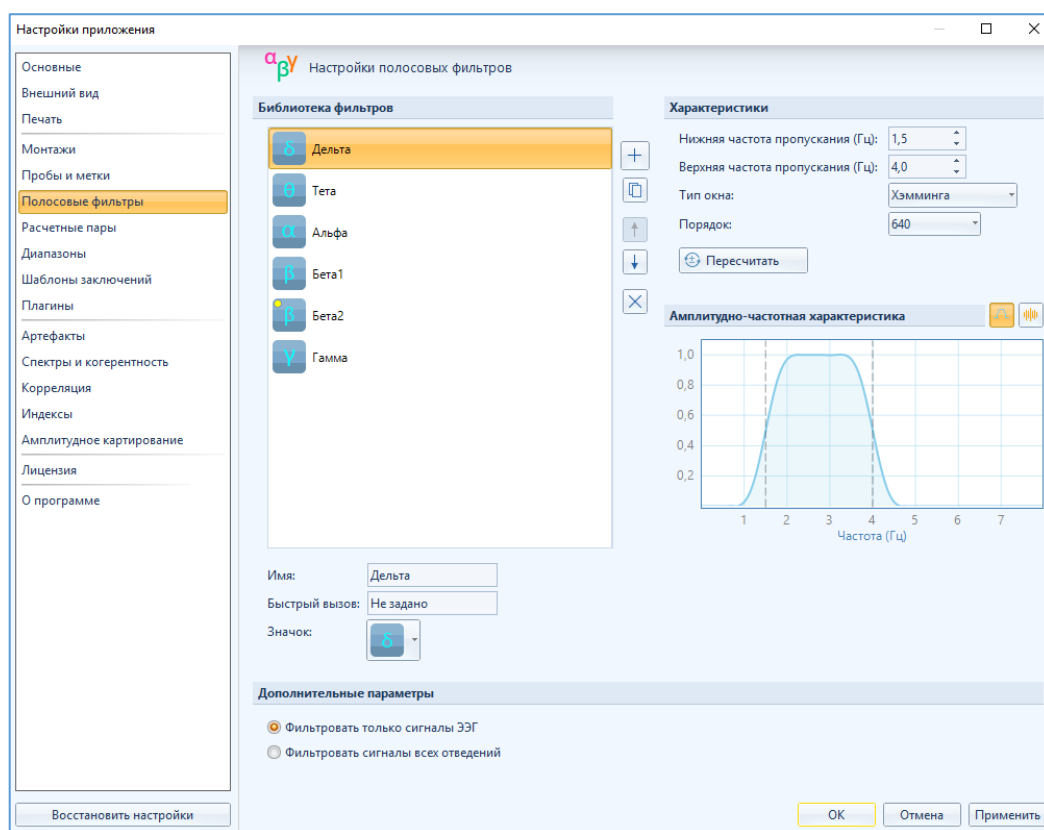 Настройки приложения
Основные
Внешний вид
Печать
Монтажи
Пробы и метки
Полосовые фильтры
Расчетные пары
Диапазоны
Шаблоны заключений
Плагины
Артефакты
Спектры и когерентность
Корреляция
Индексы
Амплитудное картирование
Лицензия
О программе
Восстановить настройки
αβγ Настройки полосовых фильтров
Библиотека фильтров
δ Дельта
θ Тета
α Альфа
β Бета1
β Бета2
γ Гамма
Имя: Дельта
Быстрый вызов: Не задано
Значок: δ
Характеристики
Нижняя частота пропускания (Гц): 1,5
Верхняя частота пропускания (Гц): 4,0
Тип окна: Хэмминга
Порядок: 640
Пересчитать
Амплитудно-частотная характеристика
1,0
0,8
0,6
0,4
0,2
1 2 3 4 5 6 7
Частота (Гц)
Дополнительные параметры
Фильтровать только сигналы ЭЭГ
Фильтровать сигналы всех отведений
ОК Отмена Применить